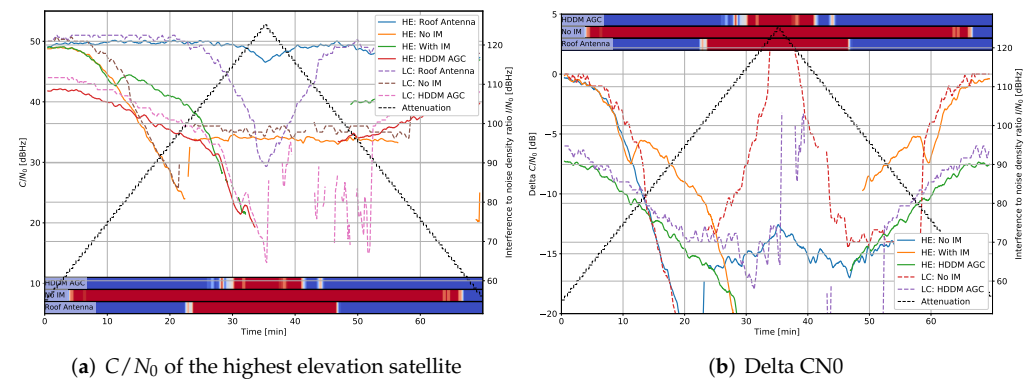 50
40
30
20
10
C/N₀ [dBHz]
120
110
100
90
80
70
60
Interference to noise density ratio I/N₀ [dBHz]
HE: Roof Antenna
HE: No IM
HE: With IM
HE: HDDM AGC
LC: Roof Antenna
LC: No IM
LC: HDDM AGC
Attenuation
HDDM AGC
No IM
Roof Antenna
0 10 20 30 40 50 60
Time [min]
(a) C/N₀ of the highest elevation satellite
HDDM AGC
No IM
Roof Antenna
5
0
−5
−10
−15
−20
Delta C/N₀ [dB]
120
110
100
90
80
70
60
Interference to noise density ratio I/N₀ [dBHz]
HE: No IM
HE: With IM
HE: HDDM AGC
LC: No IM
LC: HDDM AGC
Attenuation
0 10 20 30 40 50 60
Time [min]
(b) Delta CN0